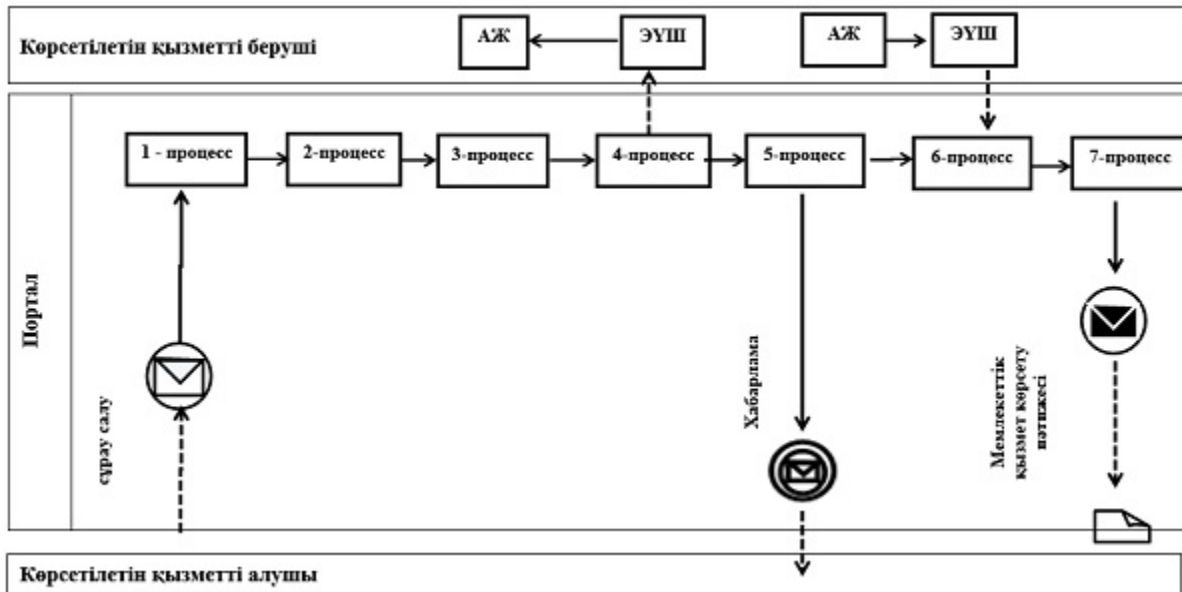 Көрсетілетін қызметті беруші
АЖ
ЭҮШ
АЖ
ЭҮШ
Портал
1 - процесс
2-процесс
3-процесс
4-процесс
5-процесс
6-процесс
7-процесс
сұрау салу
Хабарлама
Мемлекеттік
қызмет көрсету
нәтижесі
Көрсетілетін қызметті алушы